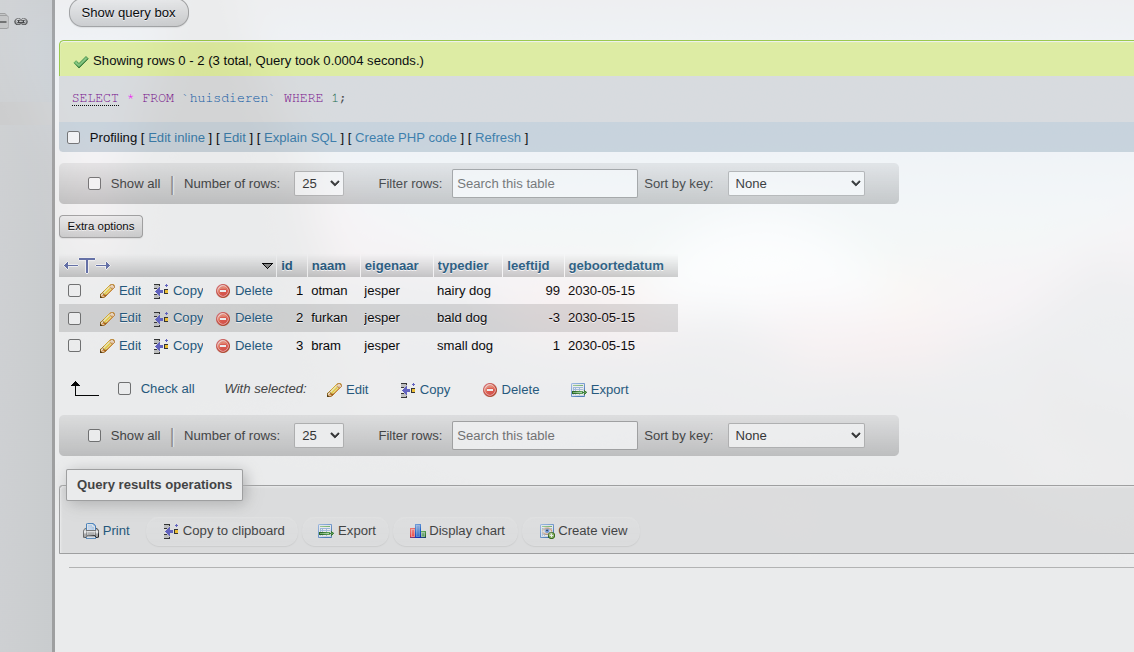 Show query box
Showing rows 0 - 2 (3 total, Query took 0.0004 seconds.)
SELECT * FROM `huisdieren` WHERE 1;
Profiling [ Edit inline ] [ Edit ] [ Explain SQL ] [ Create PHP code ] [ Refresh ]
Show all Number of rows: 25 Filter rows: Search this table Sort by key: None
Extra options
id naam eigenaar typedier leeftijd geboortedatum
Edit Copy Delete 1 otman jesper hairy dog 99 2030-05-15
Edit Copy Delete 2 furkan jesper bald dog -3 2030-05-15
Edit Copy Delete 3 bram jesper small dog 1 2030-05-15
Check all With selected: Edit Copy Delete Export
Show all Number of rows: 25 Filter rows: Search this table Sort by key: None
Query results operations
Print Copy to clipboard Export Display chart Create view